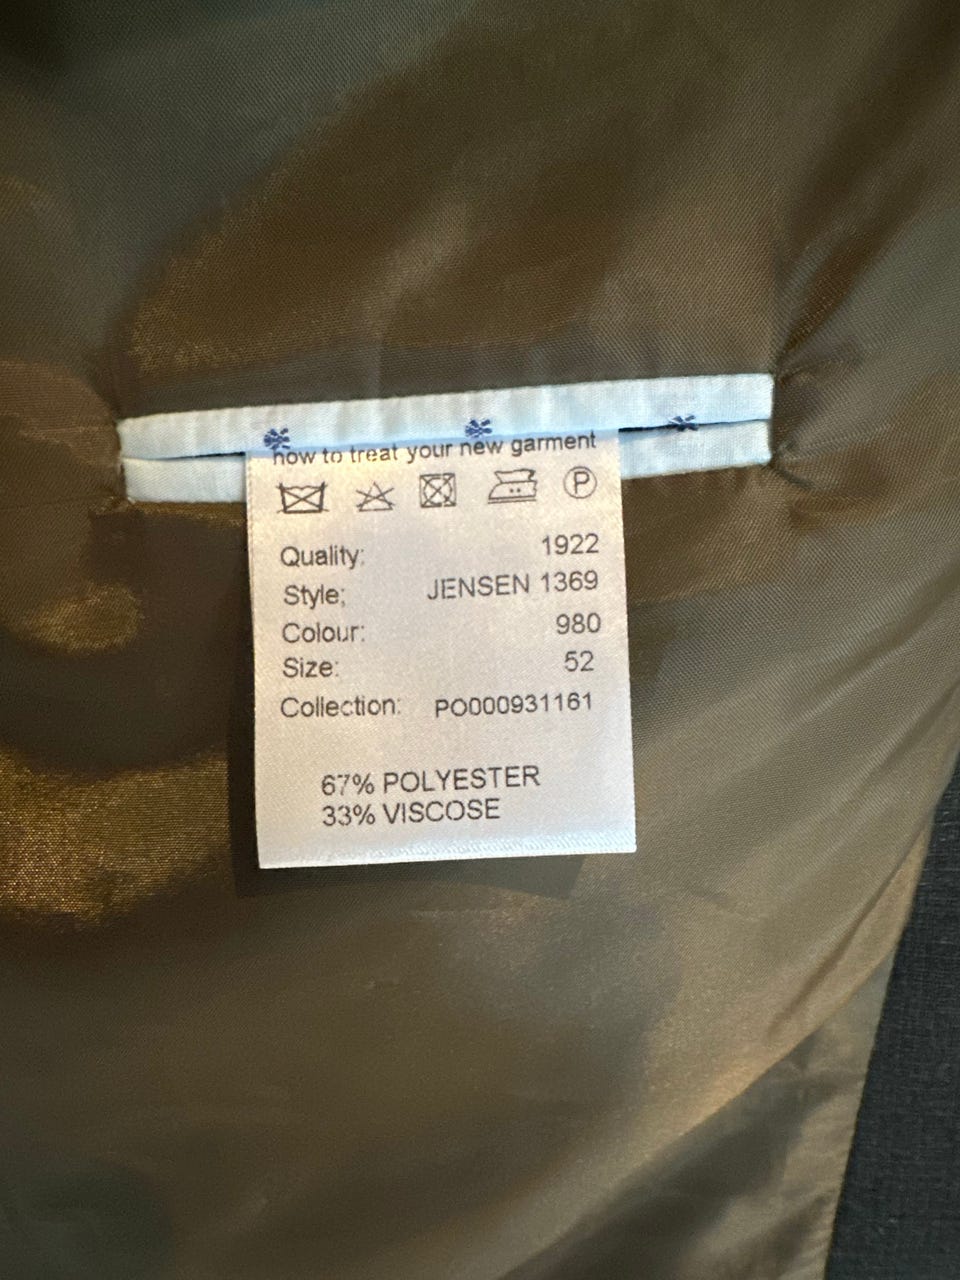 how to treat your new garment
P
Quality: 1922
Style; JENSEN 1369
Colour: 980
Size: 52
Collection: PO000931161
67% POLYESTER
33% VISCOSE